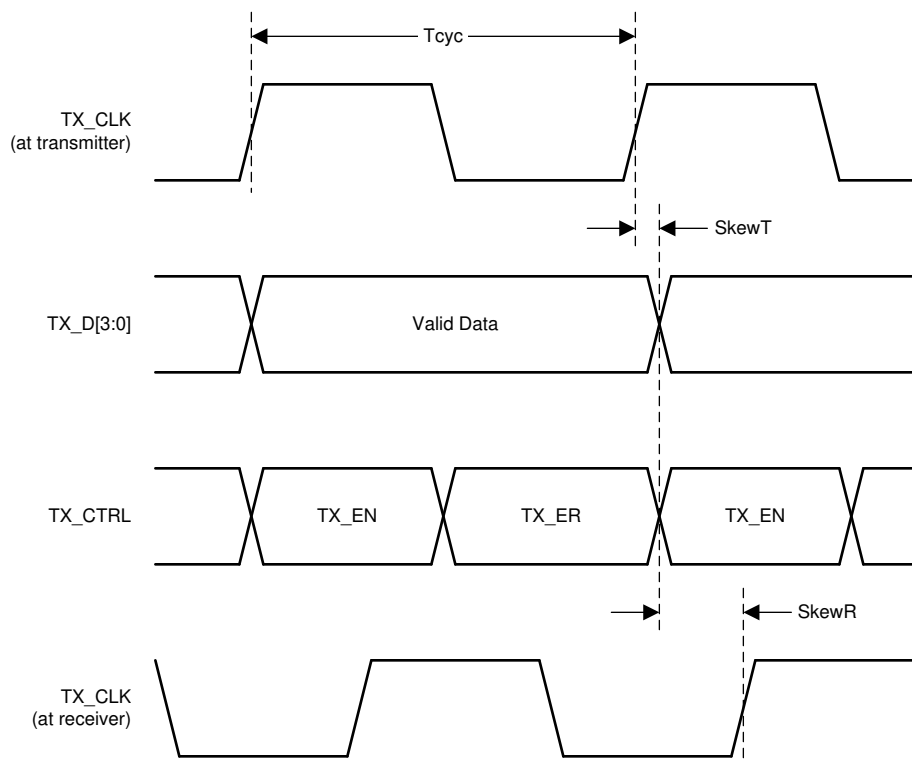 Tcyc
TX_CLK
(at transmitter)
SkewT
TX_D[3:0]
Valid Data
TX_CTRL
TX_EN
TX_ER
TX_EN
SkewR
TX_CLK
(at receiver)